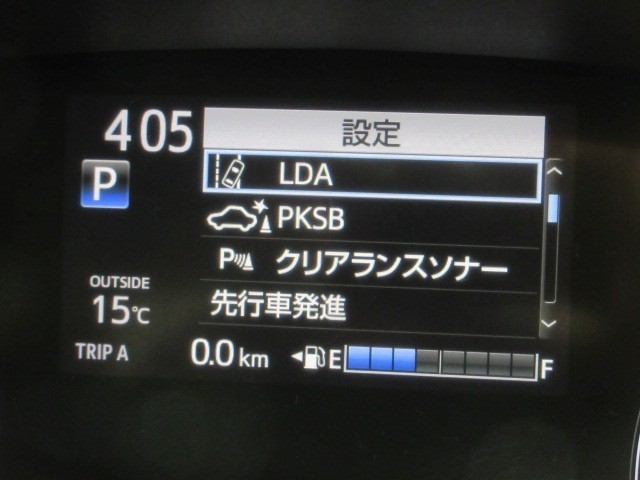 405
設定
P
LDA
PKSB
P クリアランスソナー
先行車発進
OUTSIDE
15℃
TRIP A 0.0 km E F